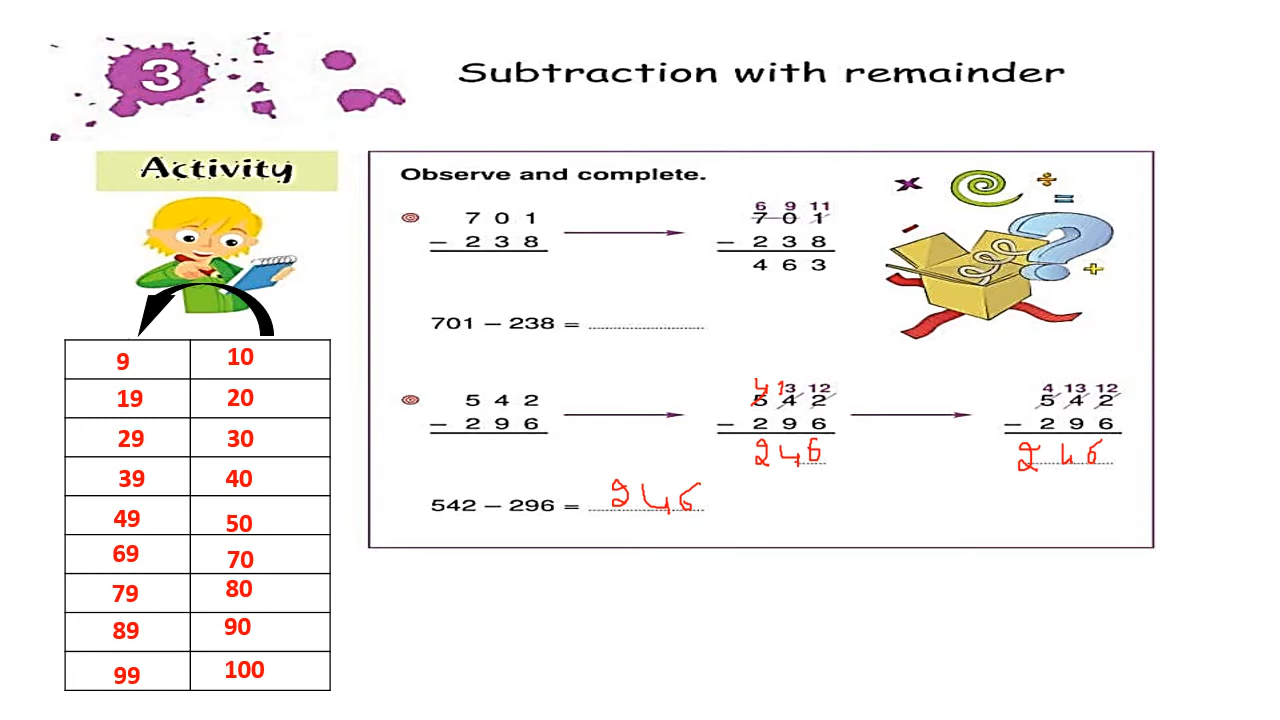 3
Subtraction with remainder
Activity
9 10
19 20
29 30
39 40
49 50
69 70
79 80
89 90
99 100
Observe and complete.
7 0 1
− 2 3 8
6 9 11
7 0 1
− 2 3 8
4 6 3
701 − 238 = ..............................
5 4 2
− 2 9 6
4 13 12
5 4 2
− 2 9 6
2 4 6
4 13 12
5 4 2
− 2 9 6
2 4 6
542 − 296 = 246